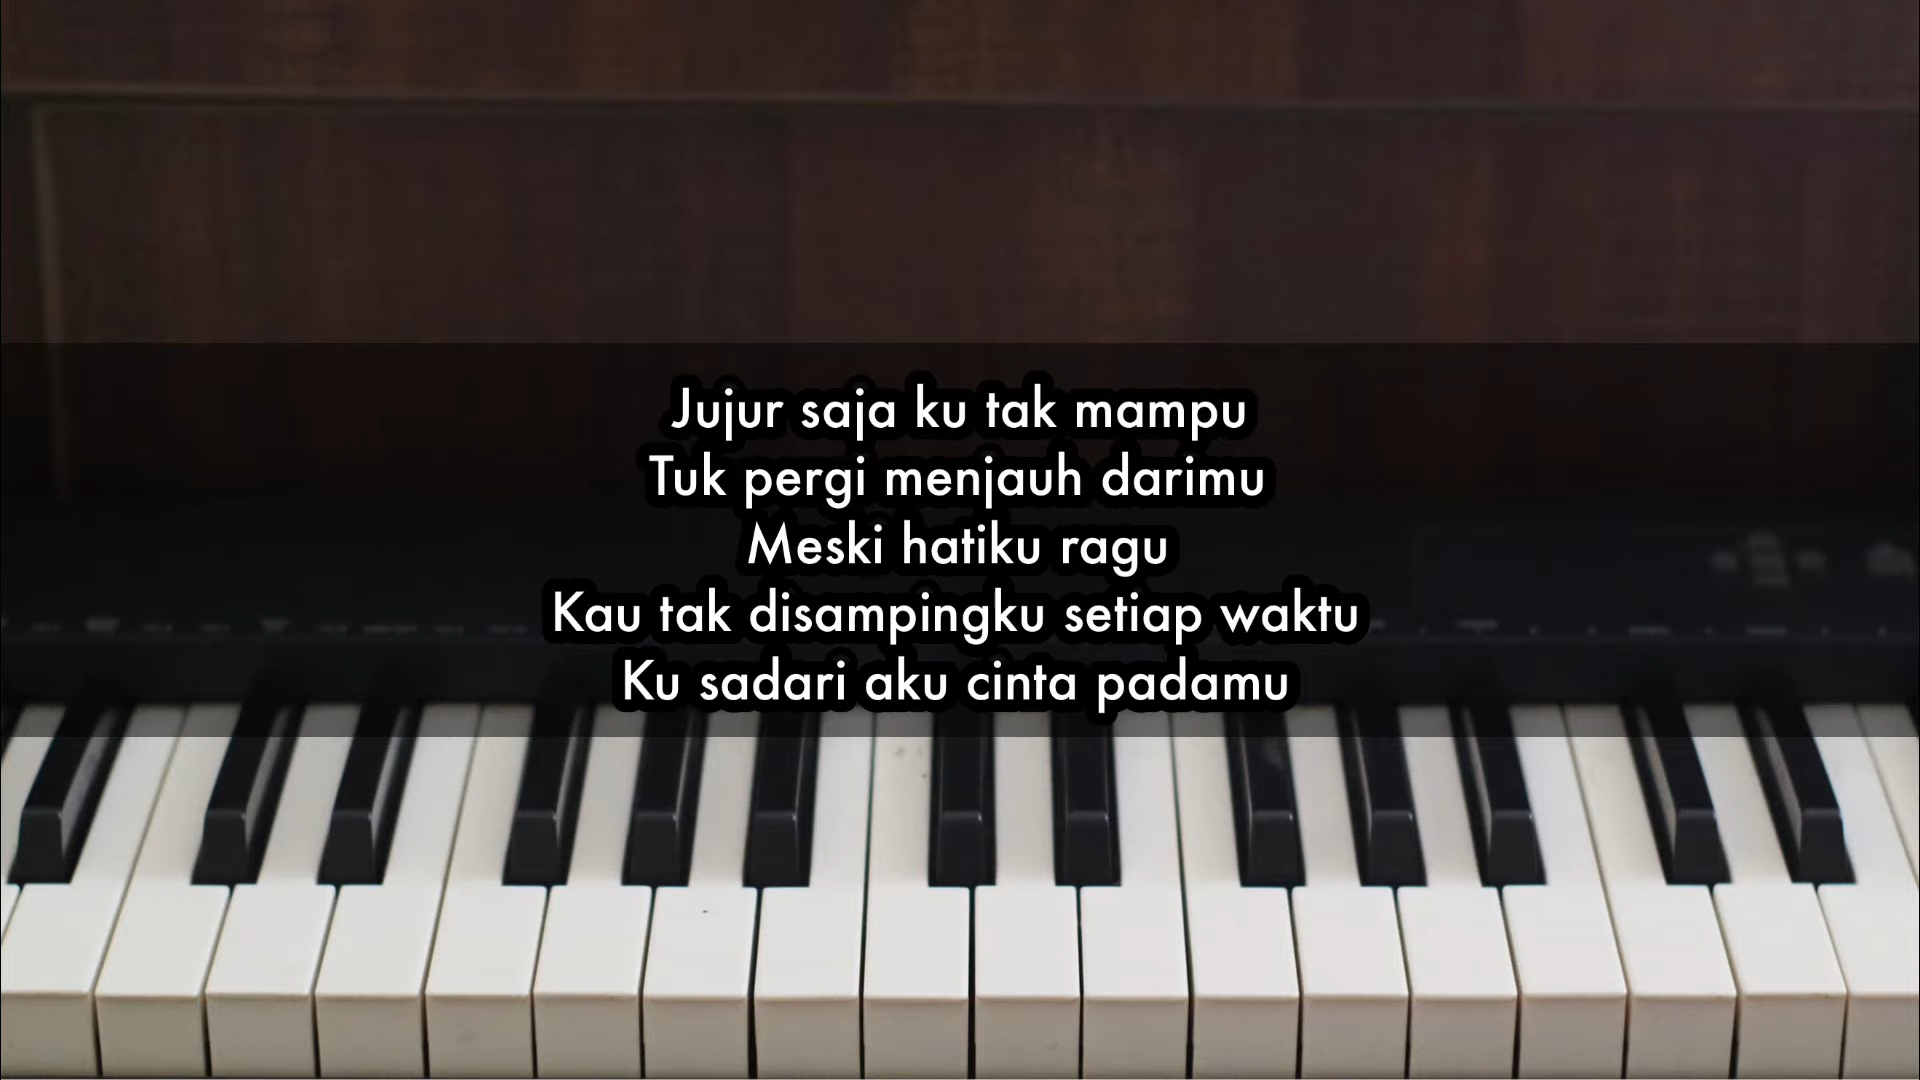 Jujur saja ku tak mampu
Tuk pergi menjauh darimu
Meski hatiku ragu
Kau tak disampingku setiap waktu
Ku sadari aku cinta padamu